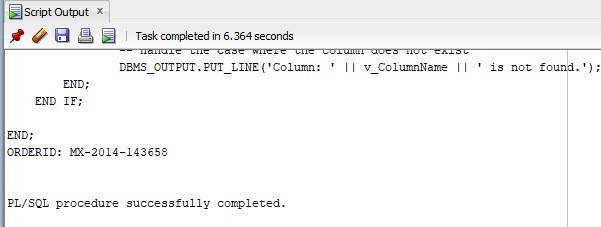 Script Output x
Task completed in 6.364 seconds
-- handle the case where the column does not exist
DBMS_OUTPUT.PUT_LINE('Column: ' || v_ColumnName || ' is not found.');
END;
END IF;
END;
ORDERID: MX-2014-143658
PL/SQL procedure successfully completed.